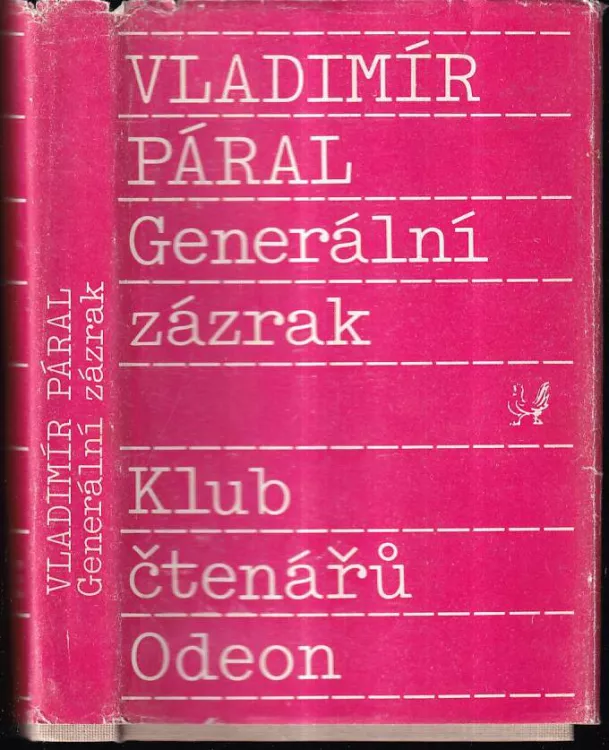 VLADIMÍR
PÁRAL
Generální
zázrak
Klub
čtenářů
Odeon
VLADIMÍR PÁRAL
Generální zázrak